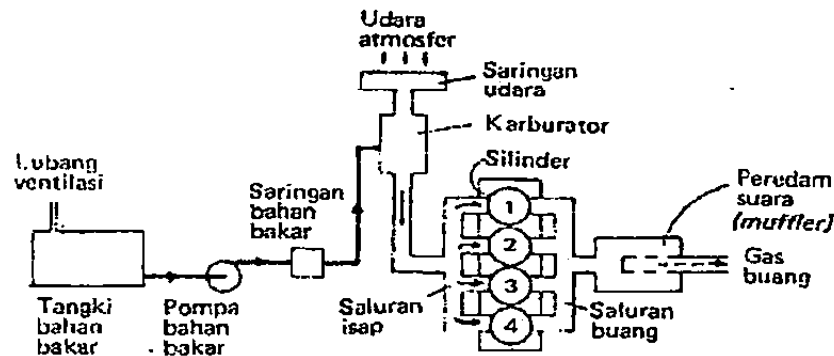 Udara
atmosfer
Saringan
udara
Karburator
Lubang
ventilasi
Saringan
bahan
bakar
Silinder
1
2
3
4
Peredam
suara
(muffler)
Gas
buang
Tangki
bahan
bakar
Pompa
bahan
bakar
Saluran
isap
Saluran
buang